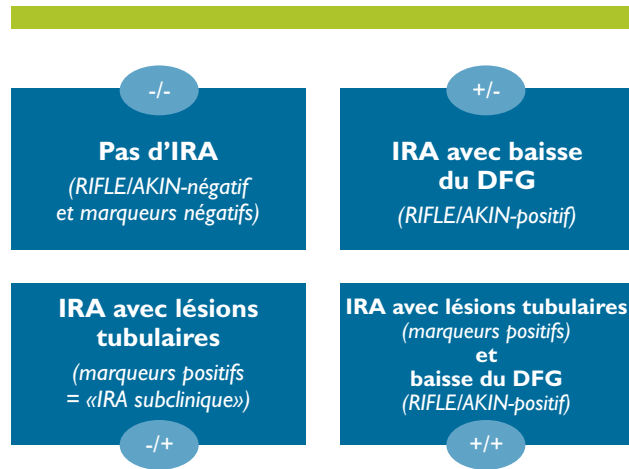 -/-
Pas d’IRA
(RIFLE/AKIN-négatif
et marqueurs négatifs)
+/-
IRA avec baisse
du DFG
(RIFLE/AKIN-positif)
IRA avec lésions
tubulaires
(marqueurs positifs
= «IRA subclinique»)
-/+
IRA avec lésions tubulaires
(marqueurs positifs)
et
baisse du DFG
(RIFLE/AKIN-positif)
+/+